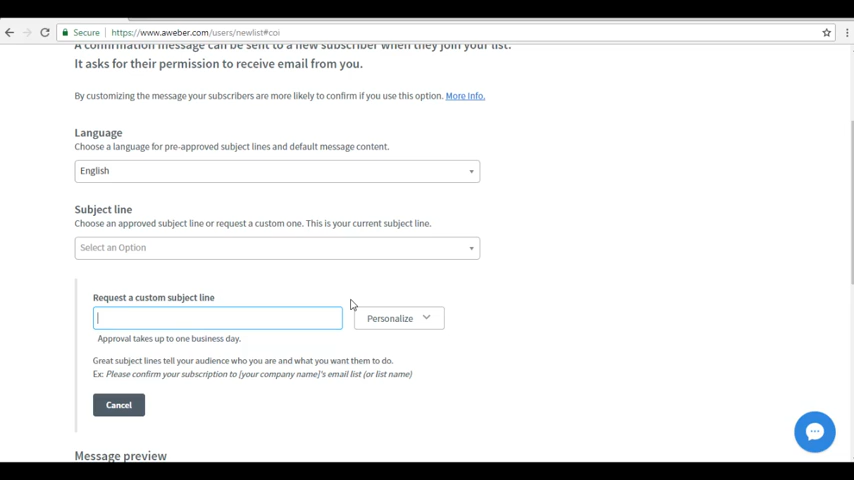 Secure
https://www.aweber.com/users/newlist#coi
A confirmation message can be sent to a new subscriber when they join your list.
It asks for their permission to receive email from you.
By customizing the message your subscribers are more likely to confirm if you use this option. More Info.
Language
Choose a language for pre-approved subject lines and default message content.
English
Subject line
Choose an approved subject line or request a custom one. This is your current subject line.
Select an Option
Request a custom subject line
Personalize
Approval takes up to one business day.
Great subject lines tell your audience who you are and what you want them to do.
Ex: Please confirm your subscription to [your company name]'s email list (or list name)
Cancel
Message preview